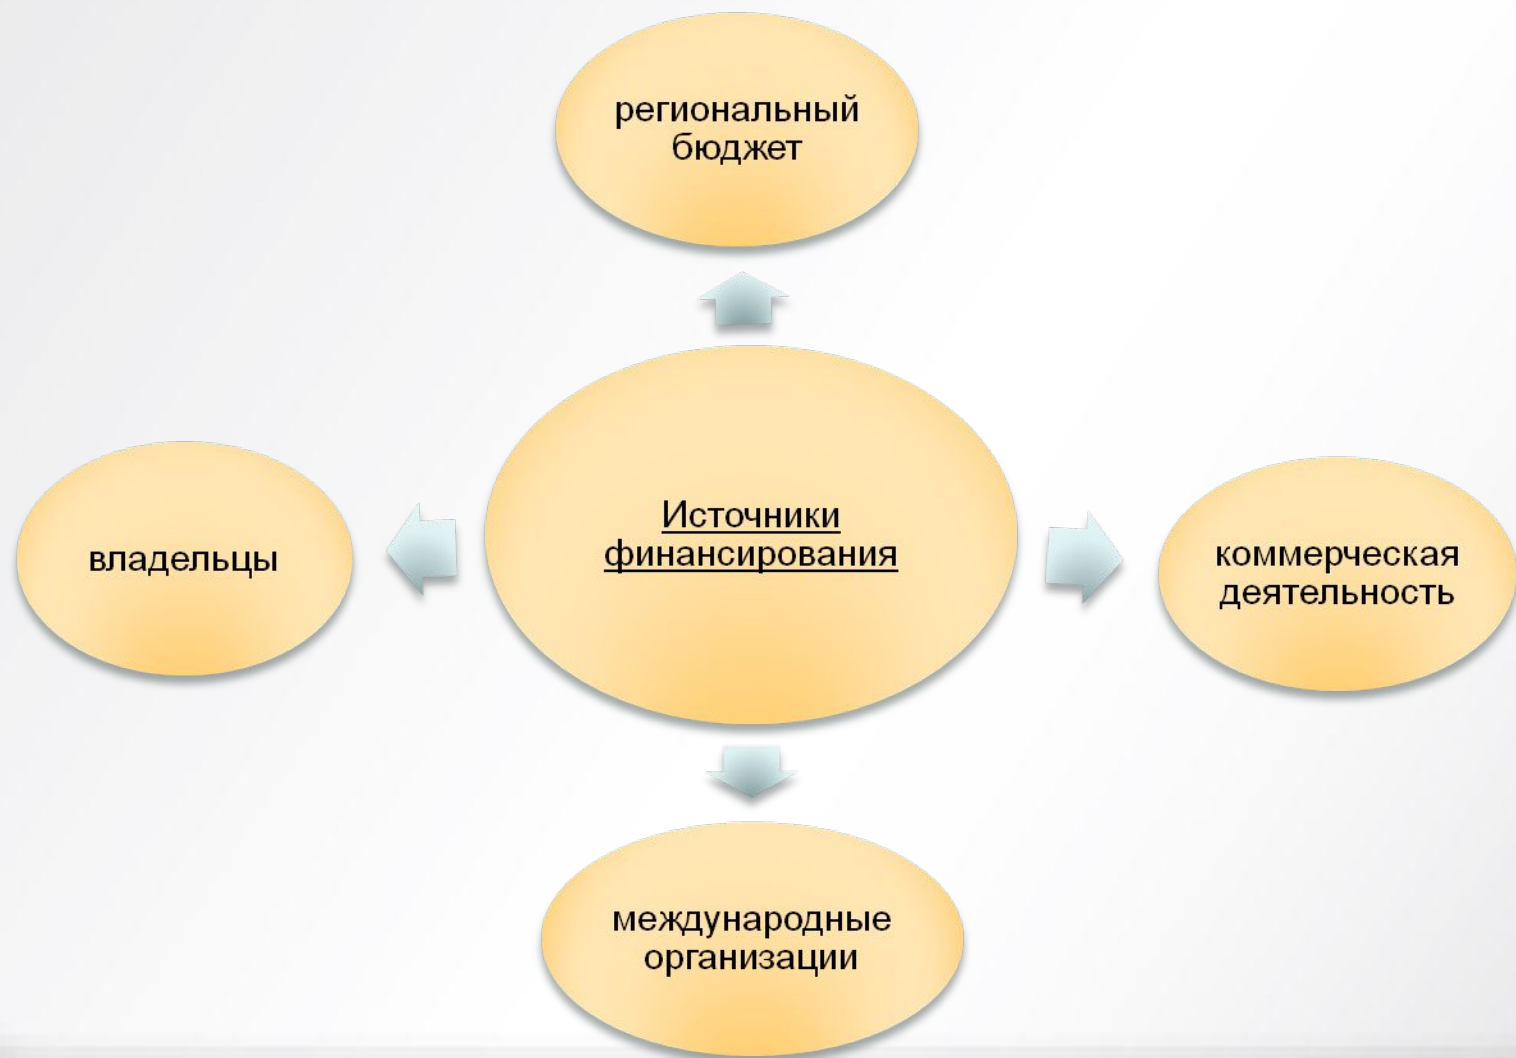 региональный
бюджет
Источники
финансирования
владельцы
коммерческая
деятельность
международные
организации